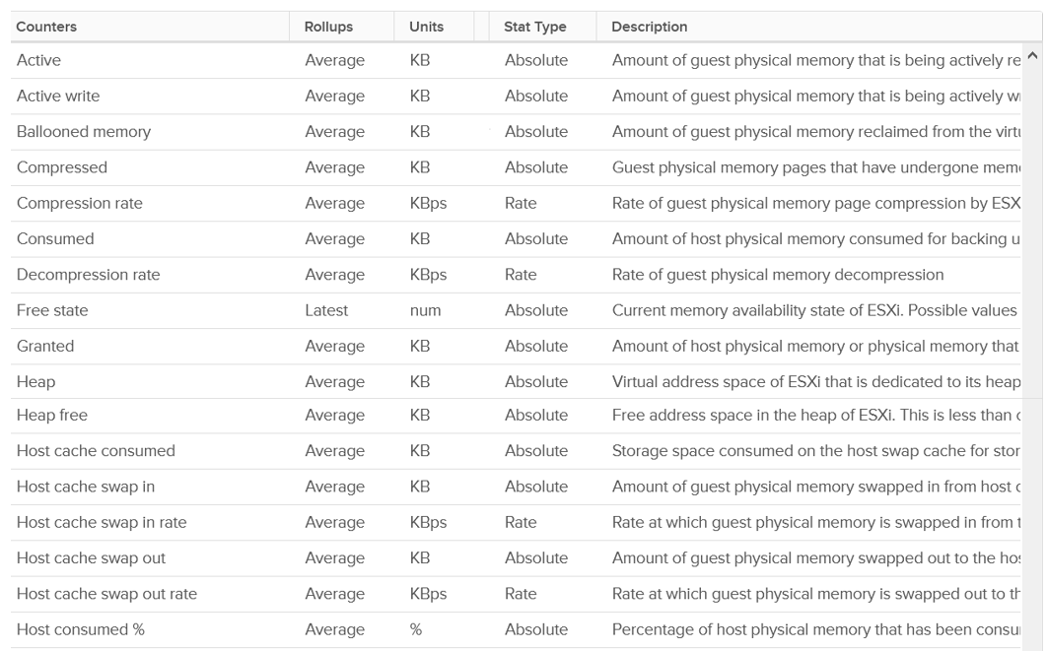 Counters Rollups Units Stat Type Description
Active Average KB Absolute Amount of guest physical memory that is being actively re
Active write Average KB Absolute Amount of guest physical memory that is being actively w
Ballooned memory Average KB Absolute Amount of guest physical memory reclaimed from the virtu
Compressed Average KB Absolute Guest physical memory pages that have undergone mem
Compression rate Average KBps Rate Rate of guest physical memory page compression by ESX
Consumed Average KB Absolute Amount of host physical memory consumed for backing u
Decompression rate Average KBps Rate Rate of guest physical memory decompression
Free state Latest num Absolute Current memory availability state of ESXi. Possible values
Granted Average KB Absolute Amount of host physical memory or physical memory that
Heap Average KB Absolute Virtual address space of ESXi that is dedicated to its heap
Heap free Average KB Absolute Free address space in the heap of ESXi. This is less than
Host cache consumed Average KB Absolute Storage space consumed on the host swap cache for stor
Host cache swap in Average KB Absolute Amount of guest physical memory swapped in from host
Host cache swap in rate Average KBps Rate Rate at which guest physical memory is swapped in from
Host cache swap out Average KB Absolute Amount of guest physical memory swapped out to the hos
Host cache swap out rate Average KBps Rate Rate at which guest physical memory is swapped out to th
Host consumed % Average % Absolute Percentage of host physical memory that has been consu